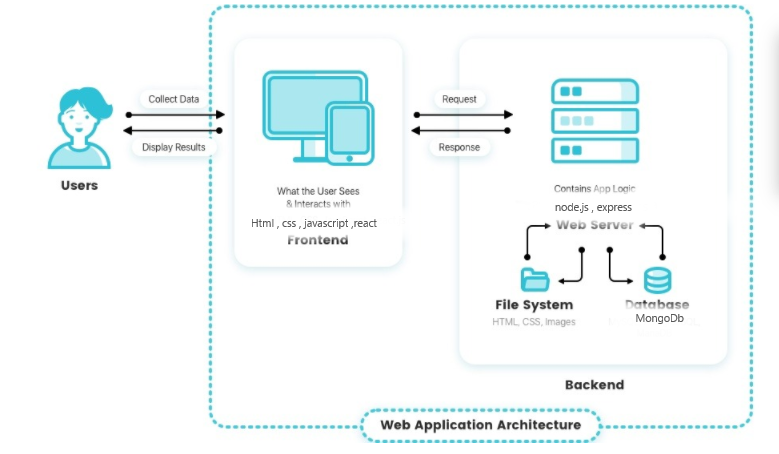 Collect Data
Display Results
Users
What the User Sees
& Interacts with
Html , css , javascript ,react
Frontend
Request
Response
Contains App Logic
node.js , express
Web Server
File System
HTML, CSS, Images
Database
MongoDb
Backend
Web Application Architecture